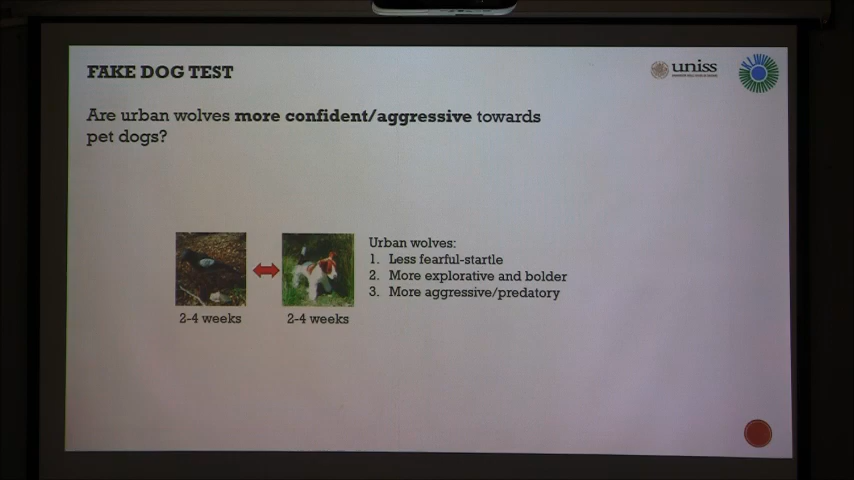 FAKE DOG TEST
uniss
Are urban wolves more confident/aggressive towards
pet dogs?
Urban wolves:
1. Less fearful-startle
2. More explorative and bolder
3. More aggressive/predatory
2-4 weeks
2-4 weeks